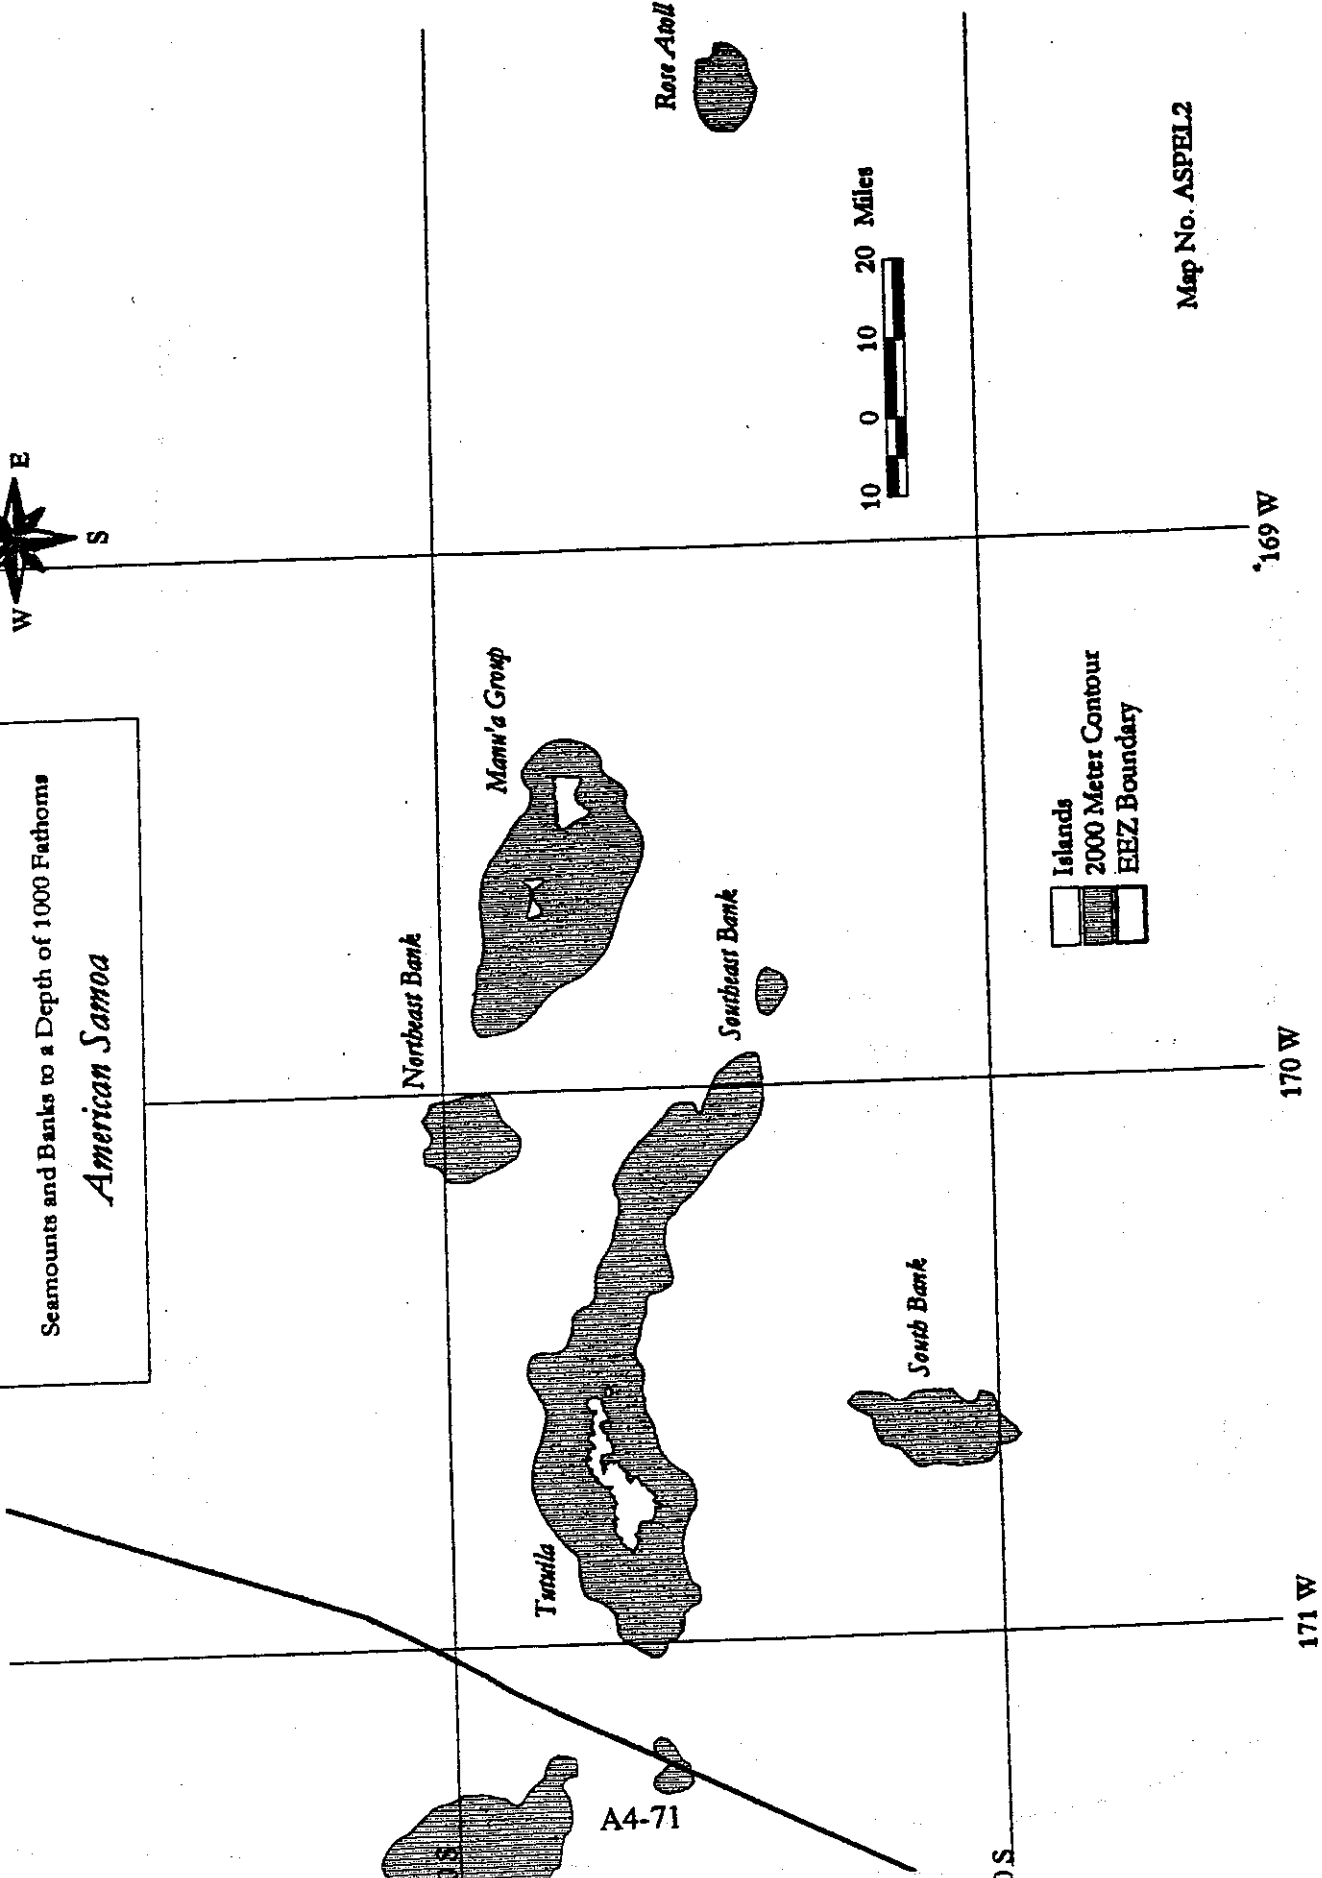 Seamounts and Banks to a Depth of 1000 Fathoms
American Samoa
W
E
S
Northeast Bank
Manu'a Group
Rose Atoll
Tutuila
Southeast Bank
South Bank
10 0 10 20 Miles
Islands
2000 Meter Contour
EEZ Boundary
171 W
170 W
169 W
Map No. ASPEL2
A4-71